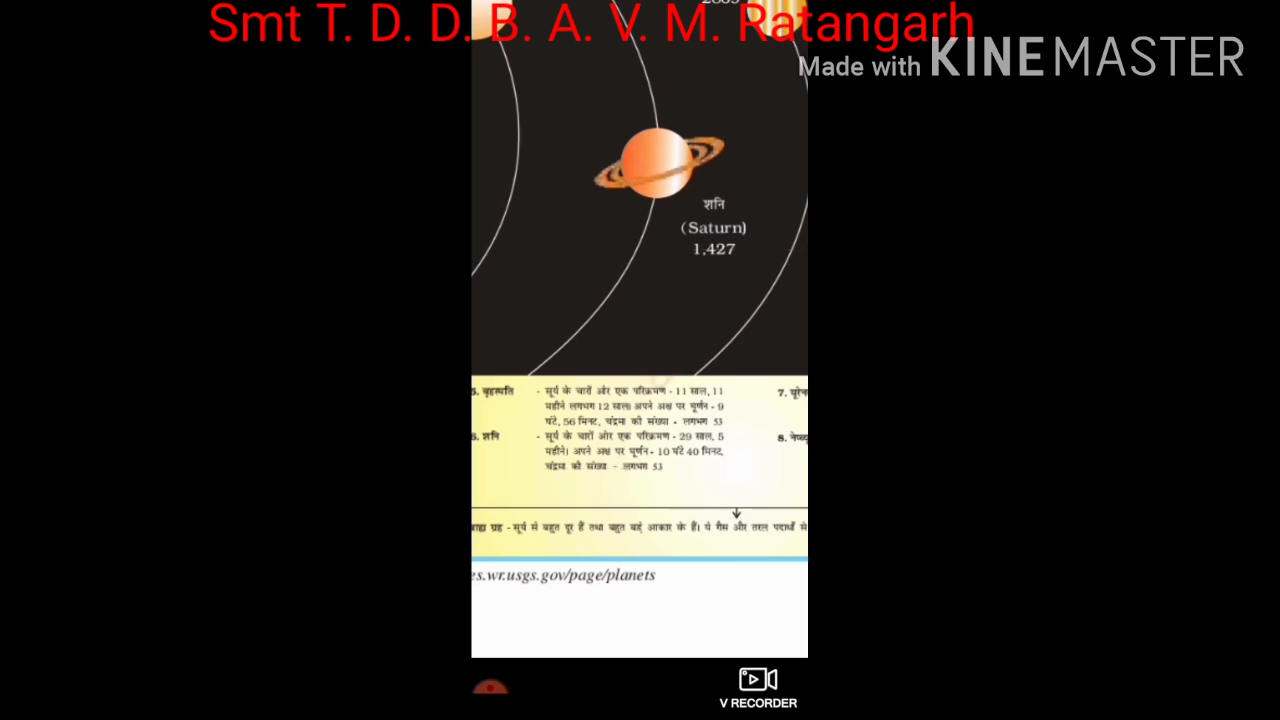 Smt T. D. D. B. A. V. M. Ratangarh
Made with KINEMASTER
शनि
(Saturn)
1,427
5. बृहस्पति - सूर्य के चारों ओर एक परिक्रमण - 11 साल, 11
महीने लगभग 12 साल। अपने अक्ष पर घूर्णन - 9
घंटे, 56 मिनट, चंद्रमा की संख्या - लगभग 53
6. शनि - सूर्य के चारों ओर एक परिक्रमण - 29 साल, 5
महीने। अपने अक्ष पर घूर्णन - 10 घंटे 40 मिनट,
चंद्रमा की संख्या - लगभग 53
7. यूरेन
8.
बाह्य ग्रह - सूर्य से बहुत दूर हैं तथा बहुत बड़े आकार के हैं। ये गैस और तरल पदार्थों से
es.wr.usgs.gov/page/planets
V RECORDER